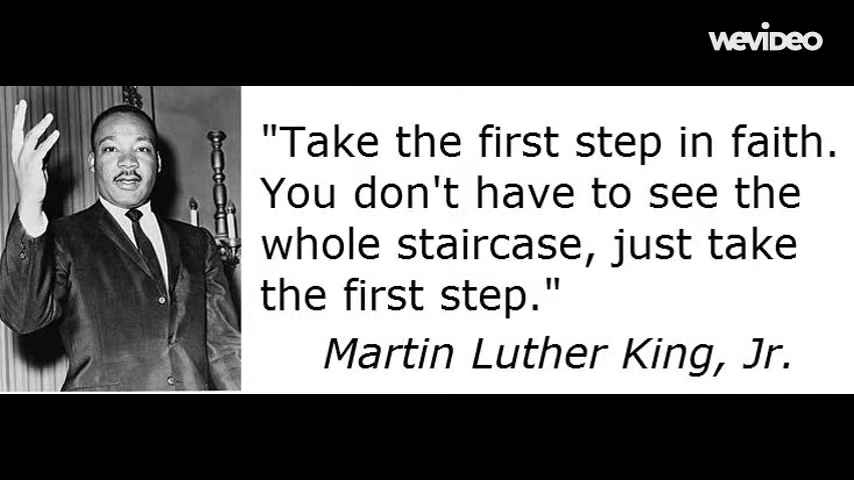 wevideo
"Take the first step in faith.
You don't have to see the
whole staircase, just take
the first step."
Martin Luther King, Jr.